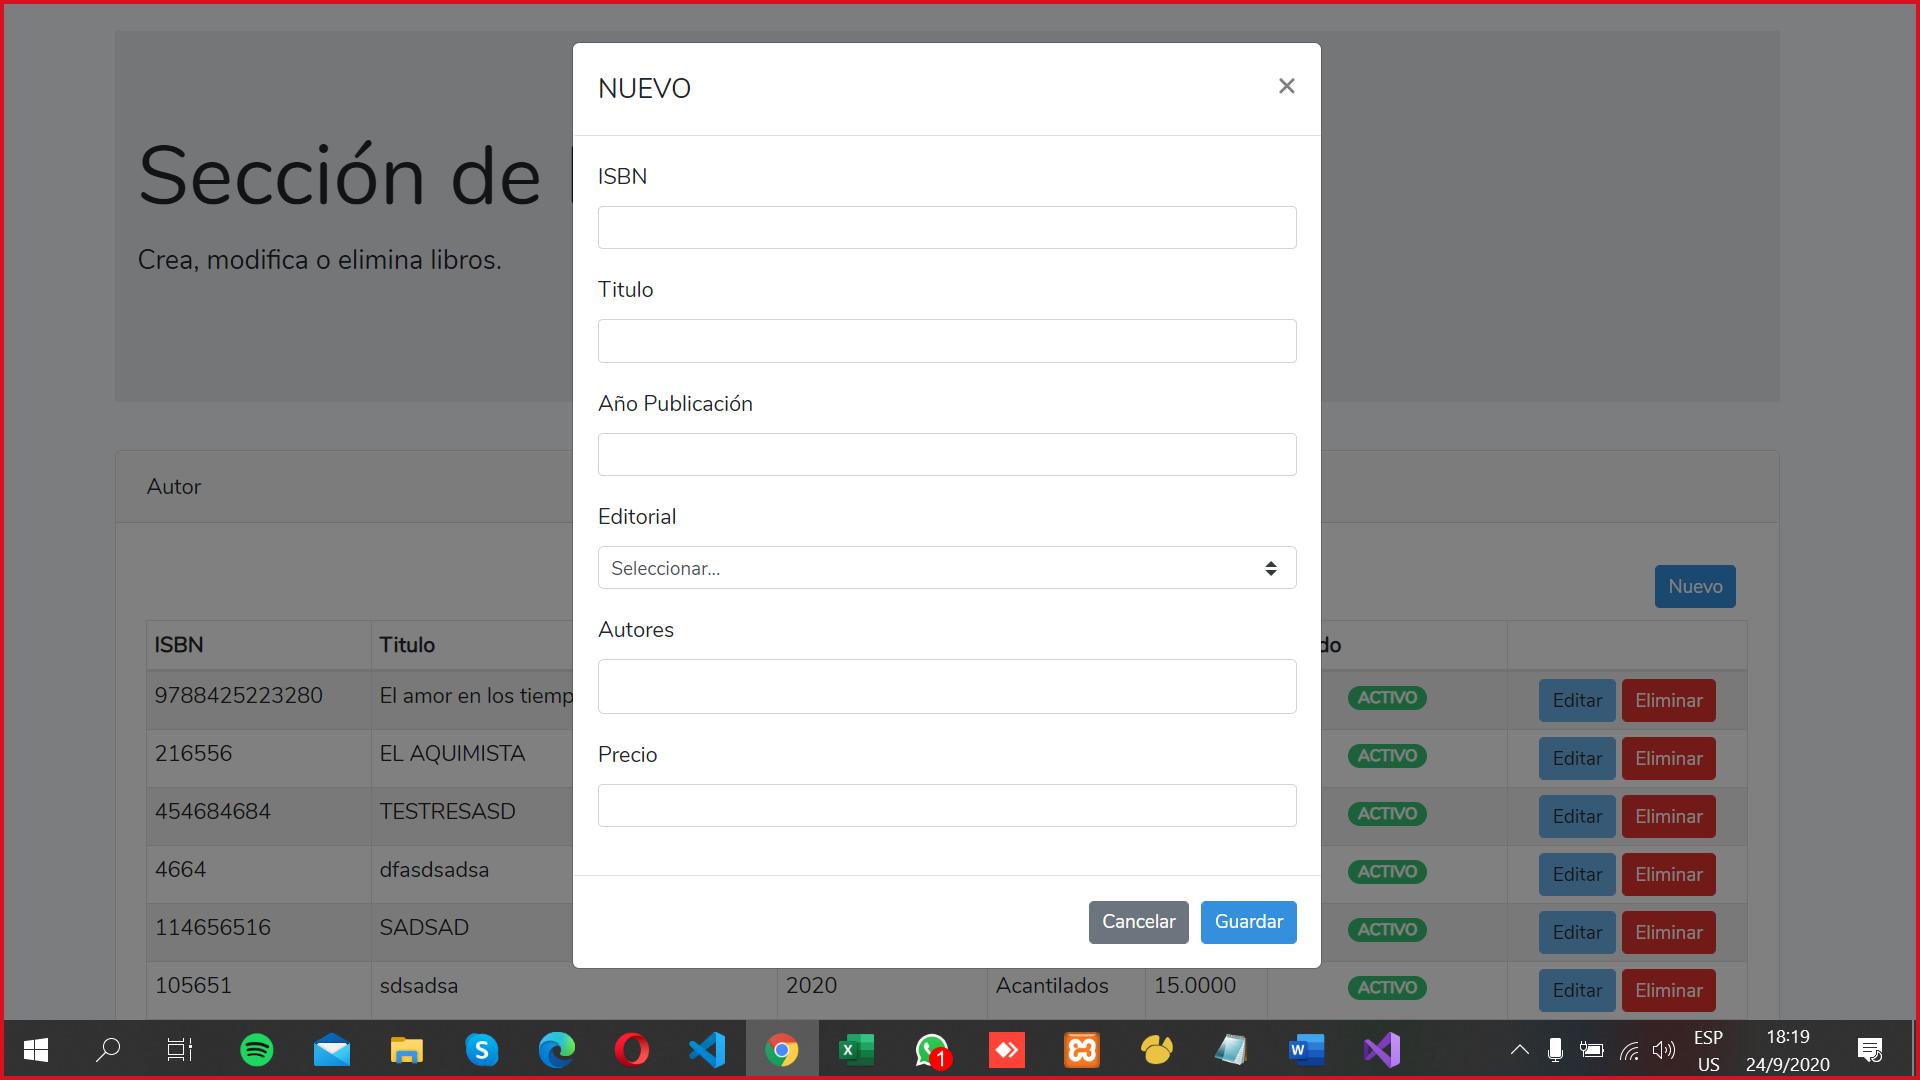 NUEVO
×
Sección de
Crea, modifica o elimina libros.
ISBN
Titulo
Año Publicación
Editorial
Seleccionar...
Autores
Precio
Cancelar
Guardar
Autor
Nuevo
ISBN Titulo do
9788425223280 El amor en los tiemp ACTIVO Editar Eliminar
216556 EL AQUIMISTA ACTIVO Editar Eliminar
454684684 TESTRESASD ACTIVO Editar Eliminar
4664 dfasdsadsa ACTIVO Editar Eliminar
114656516 SADSAD ACTIVO Editar Eliminar
105651 sdsadsa 2020 Acantilados 15.0000 ACTIVO Editar Eliminar
1
ESP
US
18:19
24/9/2020